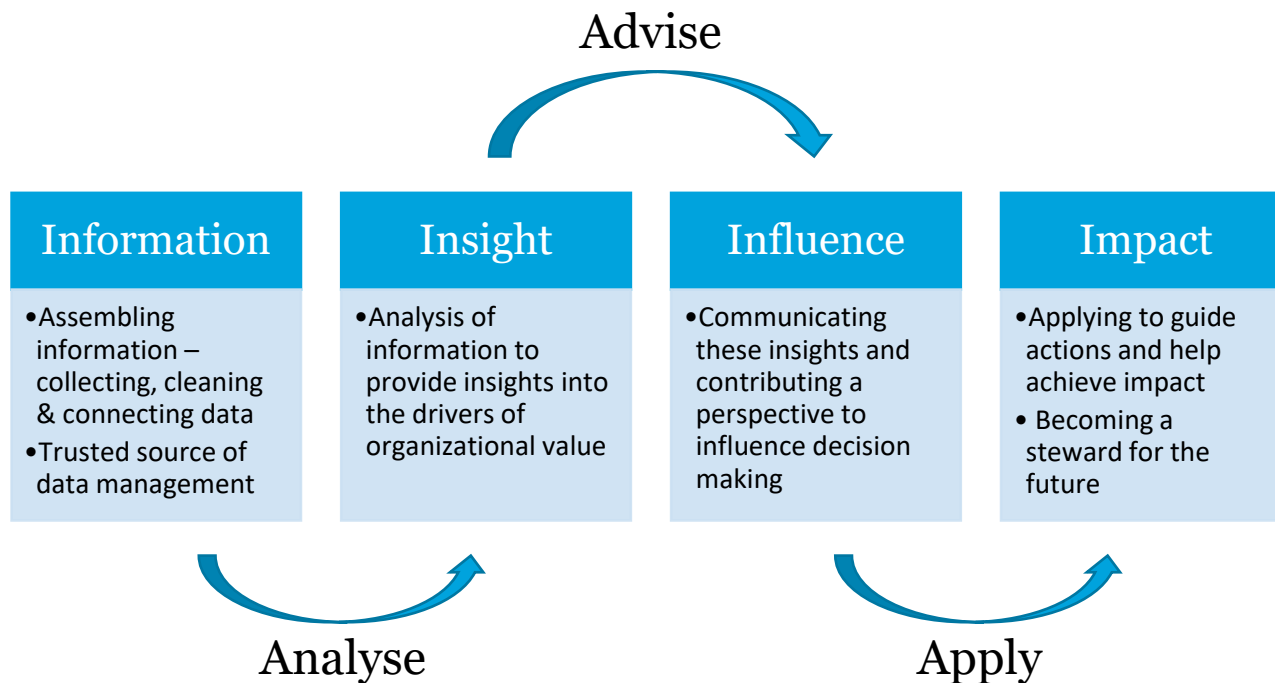 Advise
Information
•Assembling
information –
collecting, cleaning
& connecting data
•Trusted source of
data management
Insight
•Analysis of
information to
provide insights into
the drivers of
organizational value
Influence
•Communicating
these insights and
contributing a
perspective to
influence decision
making
Impact
•Applying to guide
actions and help
achieve impact
• Becoming a
steward for the
future
Analyse
Apply